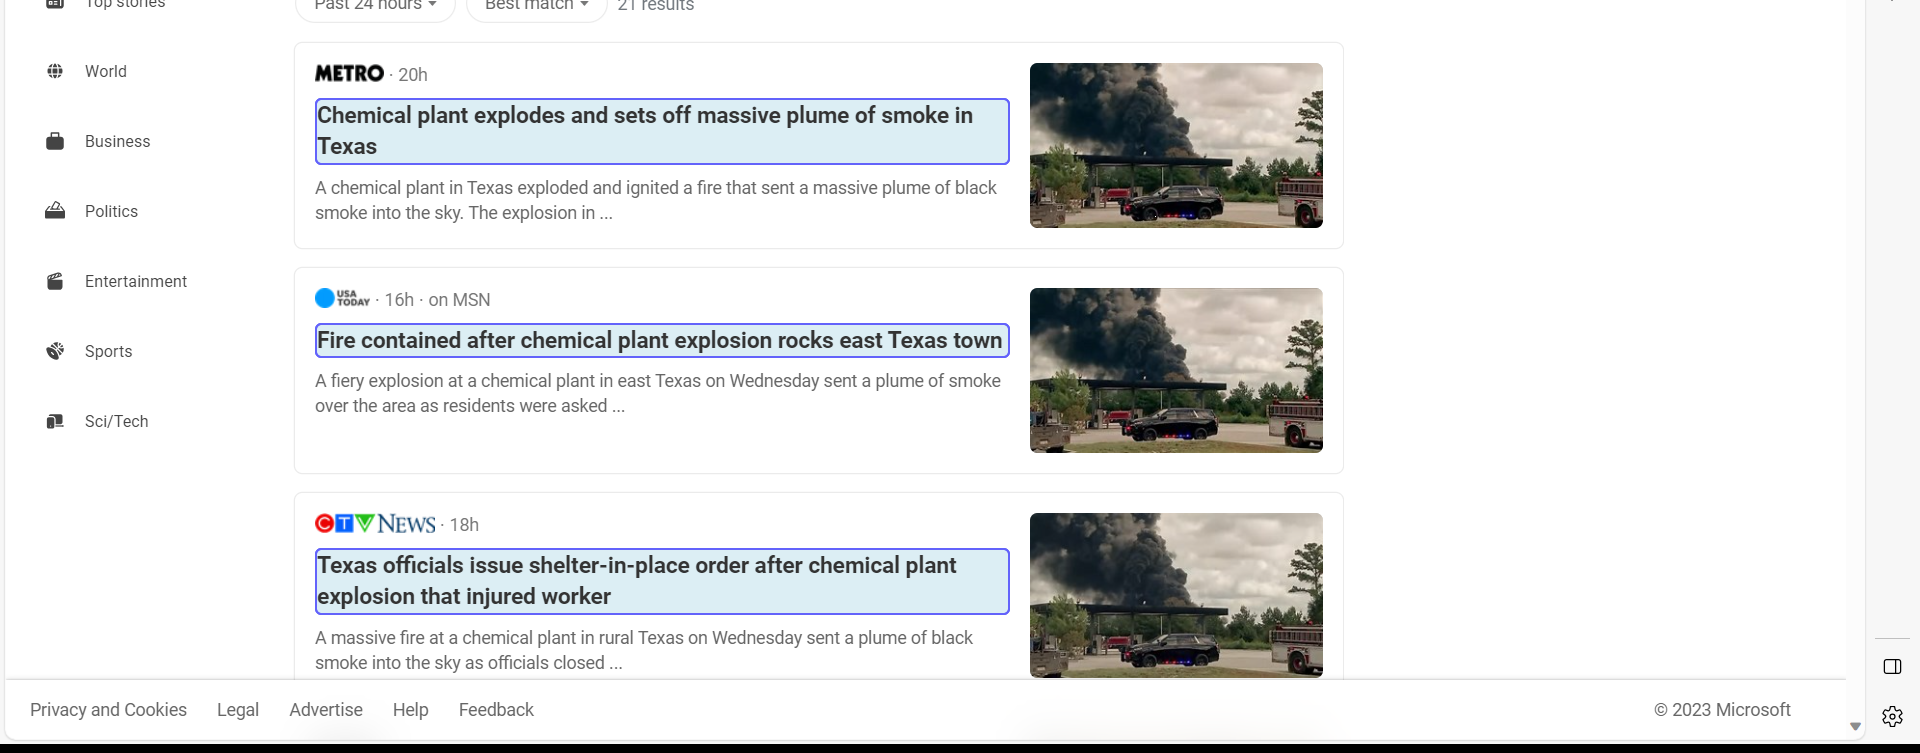 Top stories
Past 24 hours
Best match
21 results
World
Business
Politics
Entertainment
Sports
Sci/Tech
METRO · 20h
Chemical plant explodes and sets off massive plume of smoke in
Texas
A chemical plant in Texas exploded and ignited a fire that sent a massive plume of black
smoke into the sky. The explosion in ...
USA
TODAY · 16h · on MSN
Fire contained after chemical plant explosion rocks east Texas town
A fiery explosion at a chemical plant in east Texas on Wednesday sent a plume of smoke
over the area as residents were asked ...
CTV NEWS · 18h
Texas officials issue shelter-in-place order after chemical plant
explosion that injured worker
A massive fire at a chemical plant in rural Texas on Wednesday sent a plume of black
smoke into the sky as officials closed ...
Privacy and Cookies
Legal
Advertise
Help
Feedback
© 2023 Microsoft